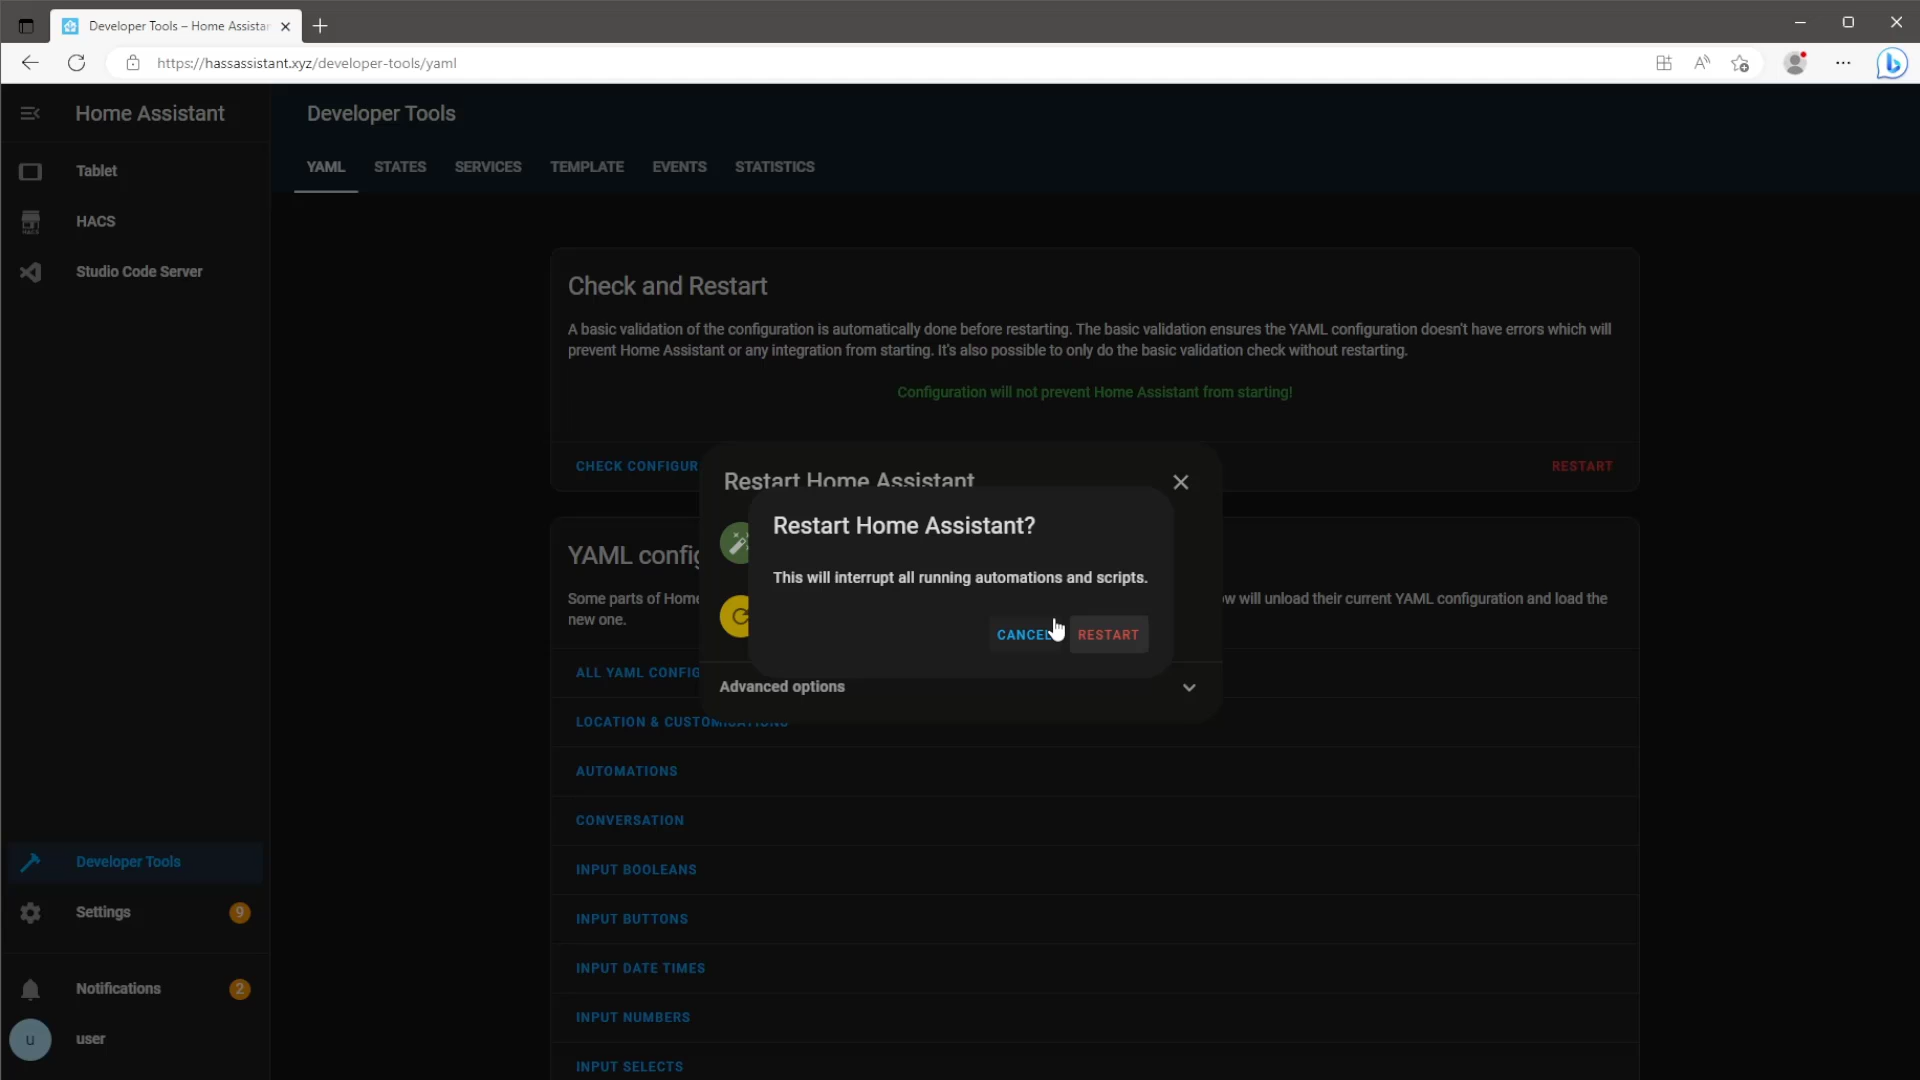 Developer Tools – Home Assistar
https://hassassistant.xyz/developer-tools/yaml
Home Assistant
Developer Tools
YAML STATES SERVICES TEMPLATE EVENTS STATISTICS
Tablet
HACS
Studio Code Server
Check and Restart
A basic validation of the configuration is automatically done before restarting. The basic validation ensures the YAML configuration doesn't have errors which will
prevent Home Assistant or any integration from starting. It's also possible to only do the basic validation check without restarting.
Configuration will not prevent Home Assistant from starting!
CHECK CONFIGUR
RESTART
Restart Home Assistant
Restart Home Assistant?
This will interrupt all running automations and scripts.
CANCEL RESTART
Advanced options
YAML config
Some parts of Home
w will unload their current YAML configuration and load the
new one.
ALL YAML CONFIG
LOCATION & CUSTOMISATIONS
AUTOMATIONS
CONVERSATION
INPUT BOOLEANS
INPUT BUTTONS
INPUT DATE TIMES
INPUT NUMBERS
INPUT SELECTS
Developer Tools
Settings 9
Notifications 2
u user